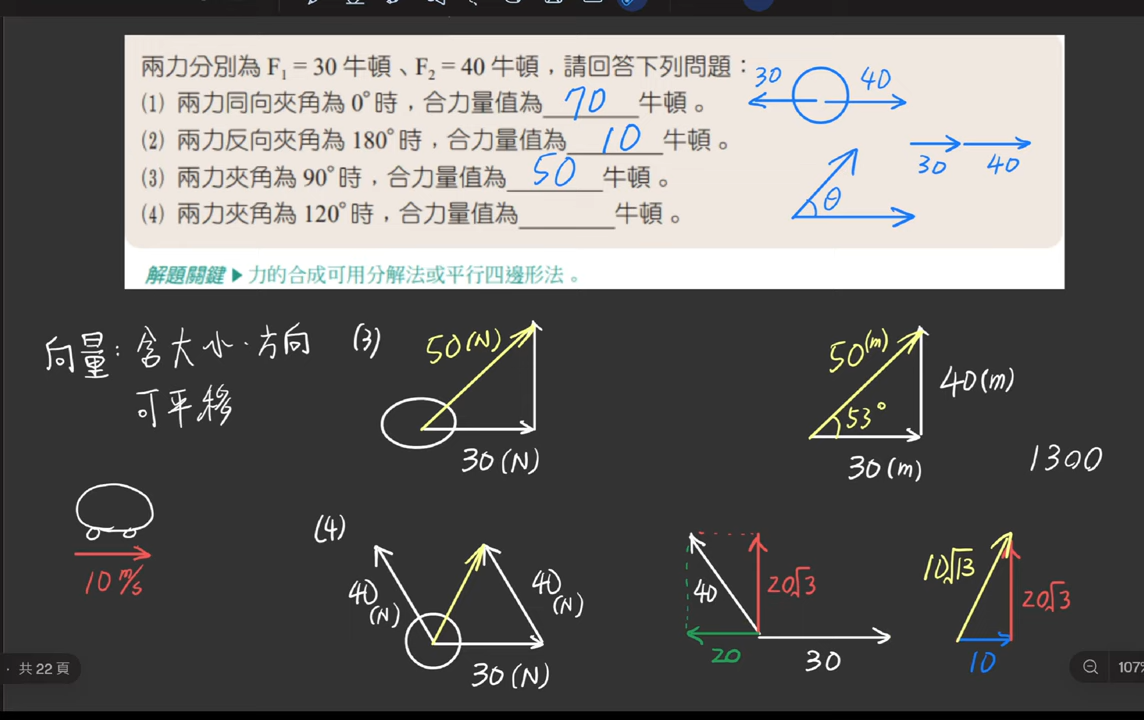 兩力分別為 F₁ = 30 牛頓、F₂ = 40 牛頓，請回答下列問題：
(1) 兩力同向夾角為 0° 時，合力量值為 70 牛頓。
(2) 兩力反向夾角為 180° 時，合力量值為 10 牛頓。
(3) 兩力夾角為 90° 時，合力量值為 50 牛頓。
(4) 兩力夾角為 120° 時，合力量值為______牛頓。
30
40
30
40
θ
解題關鍵▶力的合成可用分解法或平行四邊形法。
向量：含大小·方向
可平移
(3)
50(N)
30(N)
50(m)
53°
40(m)
30(m)
1300
10 m/s
(4)
40(N)
40(N)
30(N)
40
20√3
20
30
10√13
20√3
10
共 22 頁
107%